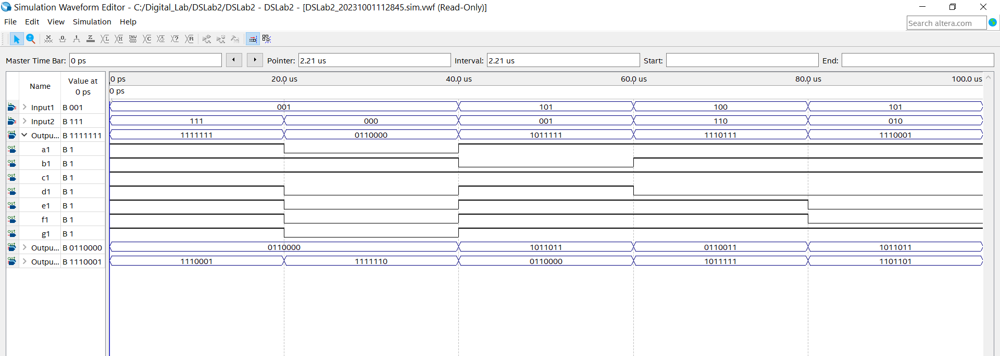 Simulation Waveform Editor - C:/Digital_Lab/DSLab2/DSLab2 - DSLab2 - [DSLab2_20231001112845.sim.vwf (Read-Only)]
File Edit View Simulation Help
Search altera.com
Master Time Bar: 0 ps Pointer: 2.21 us Interval: 2.21 us Start: End:
Name Value at 0 ps
0 ps 20.0 us 40.0 us 60.0 us 80.0 us 100.0 us
0 ps
Input1 B 001 001 101 100 101
Input2 B 111 111 000 001 110 010
Outpu... B 1111111 1111111 0110000 1011111 1110111 1110001
a1 B 1
b1 B 1
c1 B 1
d1 B 1
e1 B 1
f1 B 1
g1 B 1
Outpu... B 0110000 0110000 1011011 0110011 1011011
Outpu... B 1110001 1110001 1111110 0110000 1011111 1101101